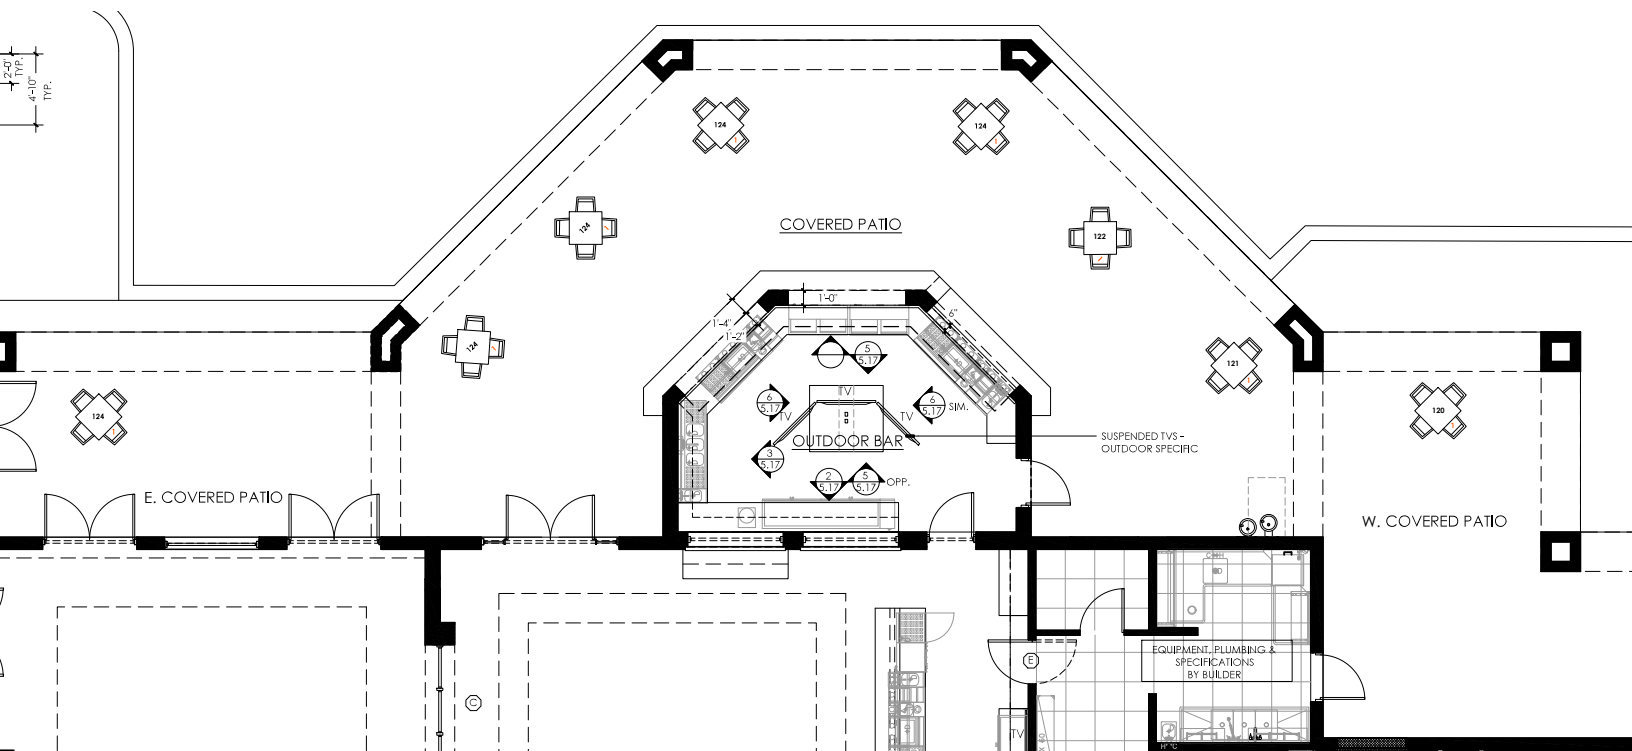 2'-0"
TYP.
4'-10"
TYP.
124
124
124
COVERED PATIO
122
1'-0"
6"
1'-4"
1'-2"
124
5
5.17
121
TV
6
5.17
TV
TV
6
5.17
SIM.
124
120
OUTDOOR BAR
SUSPENDED TVS -
OUTDOOR SPECIFIC
3
5.17
2
5.17
5
5.17
OPP.
E. COVERED PATIO
W. COVERED PATIO
E
EQUIPMENT, PLUMBING &
SPECIFICATIONS
BY BUILDER
C
TV
X 60